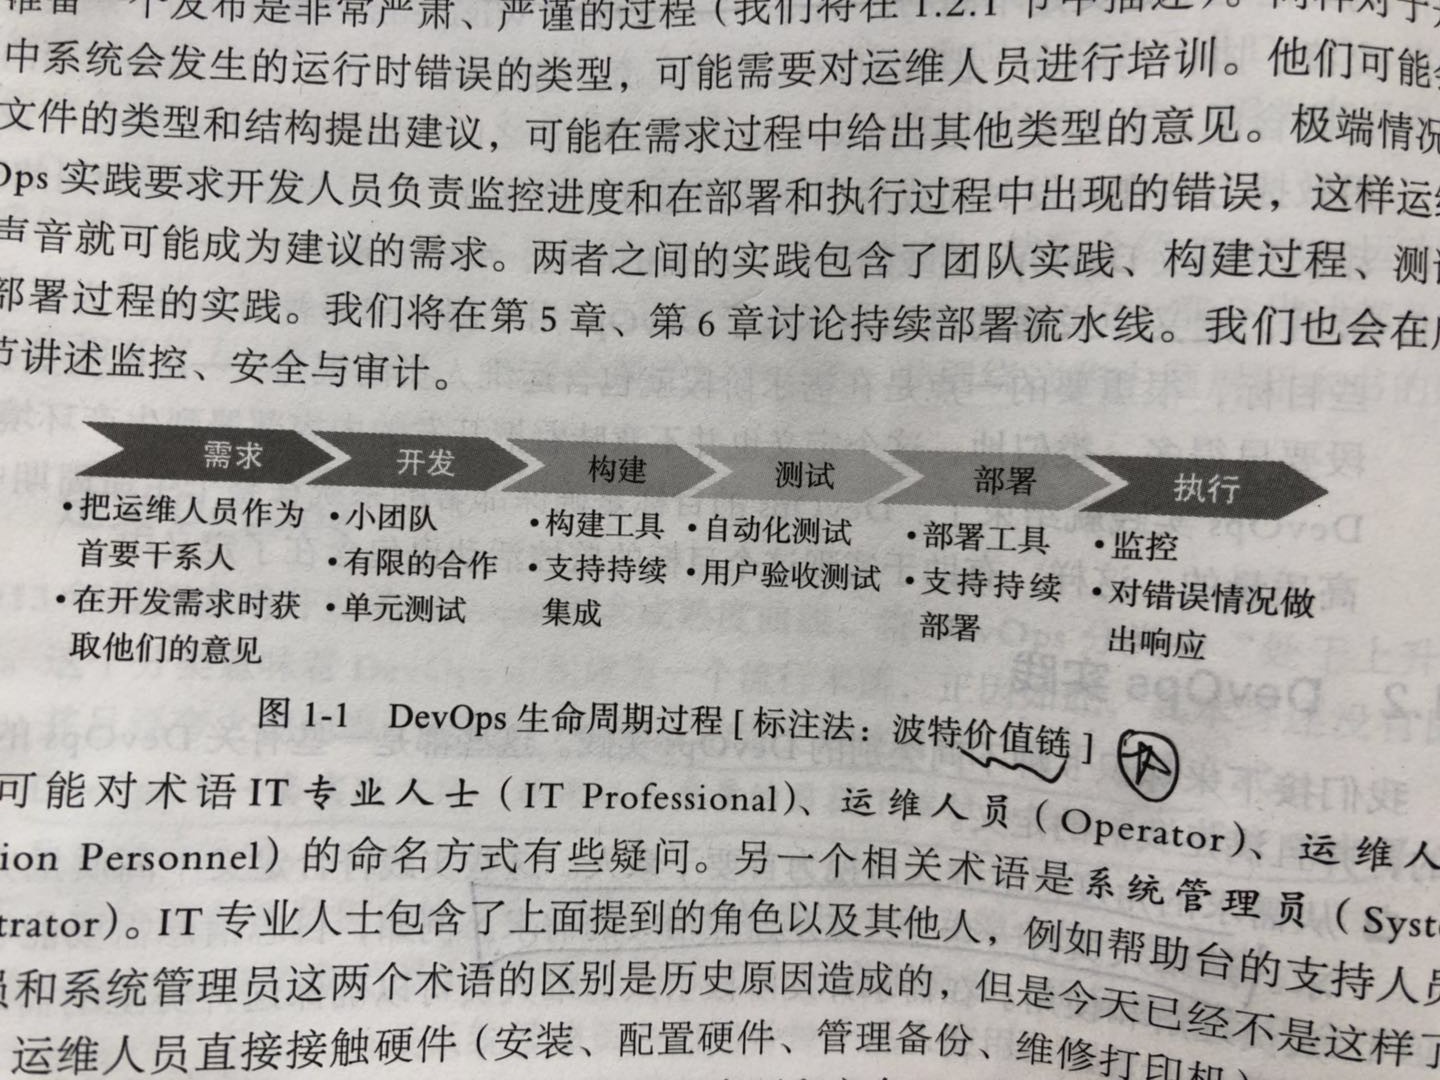 一个发布是非常严肃、严谨的过程（我们将在 1.2.1 节中描述）。同样对于
中系统会发生的运行时错误的类型，可能需要对运维人员进行培训。他们可能
文件的类型和结构提出建议，可能在需求过程中给出其他类型的意见。极端情况
Ops 实践要求开发人员负责监控进度和在部署和执行过程中出现的错误，这样运维
声音就可能成为建议的需求。两者之间的实践包含了团队实践、构建过程、测试
部署过程的实践。我们将在第 5 章、第 6 章讨论持续部署流水线。我们也会在
节讲述监控、安全与审计。
需求 开发 构建 测试 部署 执行
•把运维人员作为首要干系人
•在开发需求时获取他们的意见
•小团队
•有限的合作
•单元测试
•构建工具
•支持持续集成
•自动化测试
•用户验收测试
•部署工具
•支持持续部署
•监控
•对错误情况做出响应
图 1-1 DevOps 生命周期过程 [ 标注法：波特价值链 ]
可能对术语 IT 专业人士（IT Professional）、运维人员（Operator）、运维人
ion Personnel）的命名方式有些疑问。另一个相关术语是系统管理员（Syste
trator）。IT 专业人士包含了上面提到的角色以及其他人，例如帮助台的支持人员
员和系统管理员这两个术语的区别是历史原因造成的，但是今天已经不是这样了
运维人员直接接触硬件（安装、配置硬件、管理备份、维修打印机）